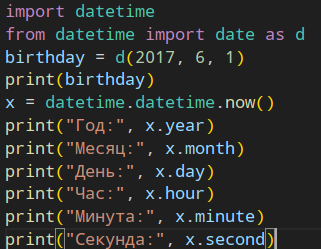 import datetime
from datetime import date as d
birthday = d(2017, 6, 1)
print(birthday)
x = datetime.datetime.now()
print("Год:", x.year)
print("Месяц:", x.month)
print("День:", x.day)
print("Час:", x.hour)
print("Минута:", x.minute)
print("Секунда:", x.second)